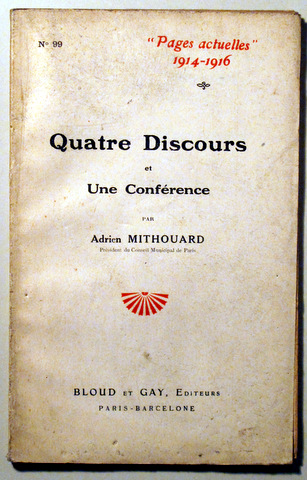 Nº 99
"Pages actuelles"
1914-1916
Quatre Discours
et
Une Conférence
PAR
Adrien MITHOUARD
Président du Conseil Municipal de Paris.
BLOUD ET GAY, EDITEURS
PARIS-BARCELONE